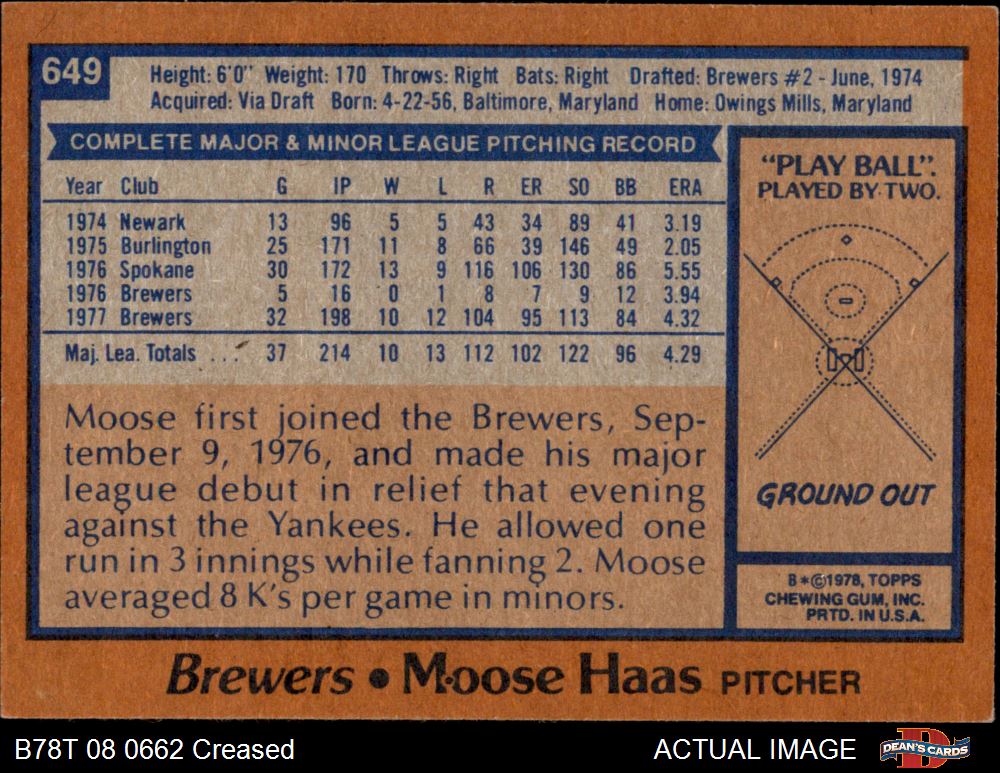 649
Height: 6'0" Weight: 170 Throws: Right Bats: Right Drafted: Brewers #2 - June, 1974
Acquired: Via Draft Born: 4-22-56, Baltimore, Maryland Home: Owings Mills, Maryland
COMPLETE MAJOR & MINOR LEAGUE PITCHING RECORD
Year Club G IP W L R ER SO BB ERA
1974 Newark 13 96 5 5 43 34 89 41 3.19
1975 Burlington 25 171 11 8 66 39 146 49 2.05
1976 Spokane 30 172 13 9 116 106 130 86 5.55
1976 Brewers 5 16 0 1 8 7 9 12 3.94
1977 Brewers 32 198 10 12 104 95 113 84 4.32
Maj. Lea. Totals ... 37 214 10 13 112 102 122 96 4.29
Moose first joined the Brewers, Sep-
tember 9, 1976, and made his major
league debut in relief that evening
against the Yankees. He allowed one
run in 3 innings while fanning 2. Moose
averaged 8 K's per game in minors.
"PLAY BALL".
PLAYED BY TWO.
GROUND OUT
B*©1978, TOPPS
CHEWING GUM, INC.
PRTD. IN U.S.A.
Brewers • Moose Haas PITCHER
B78T 08 0662 Creased
ACTUAL IMAGE
DEAN'S CARDS